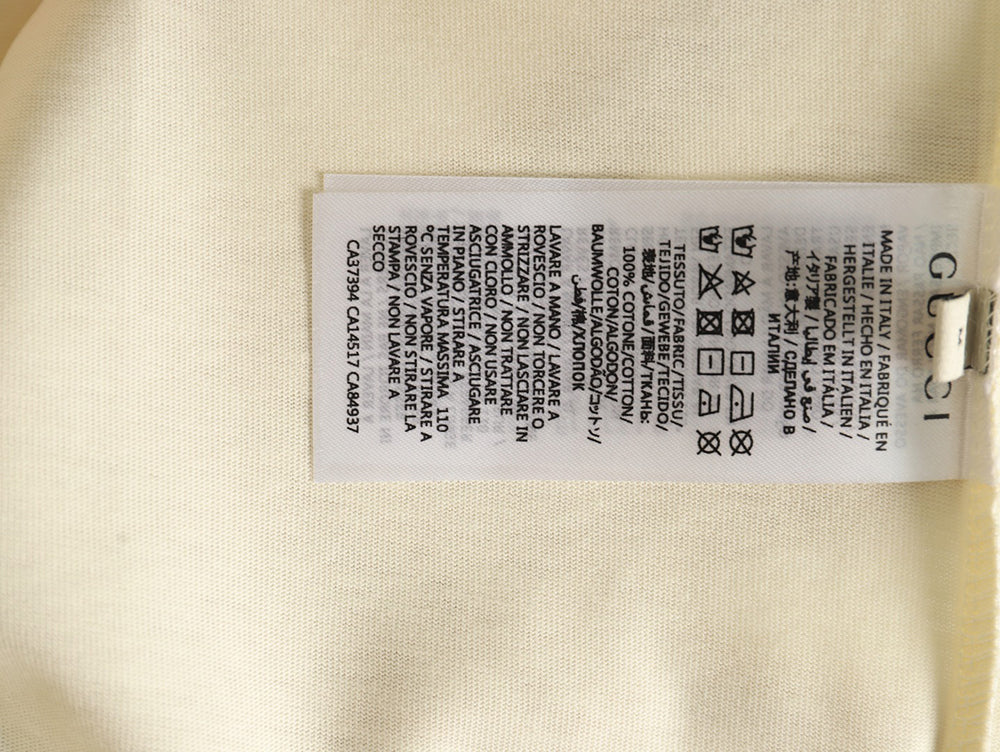 GUCCI
MADE IN ITALY / FABRIQUÉ EN
ITALIE / HECHO EN ITALIA /
HERGESTELLT IN ITALIEN /
FABRICADO EM ITÁLIA /
イタリア製 / صنع في إيطاليا /
产地:意大利 / СДЕЛАНО В
ИТАЛИИ
TESSUTO/FABRIC/TISSU/
TEJIDO/GEWEBE/TECIDO/
表地/قماش/面料/ТКАНЬ:
100% COTONE/COTTON/
COTON/ALGODON/
BAUMWOLLE/ALGODÃO/コットン/
قطن/棉/ХЛОПОК
LAVARE A MANO / LAVARE A
ROVESCIO / NON TORCERE O
STRIZZARE / NON LASCIARE IN
AMMOLLO / NON TRATTARE
CON CLORO / NON USARE
ASCIUGATRICE / ASCIUGARE
IN PIANO / STIRARE A
TEMPERATURA MASSIMA 110
°C SENZA VAPORE / STIRARE A
ROVESCIO / NON STIRARE LA
STAMPA / NON LAVARE A
SECCO
CA37394 CA14517 CA84937